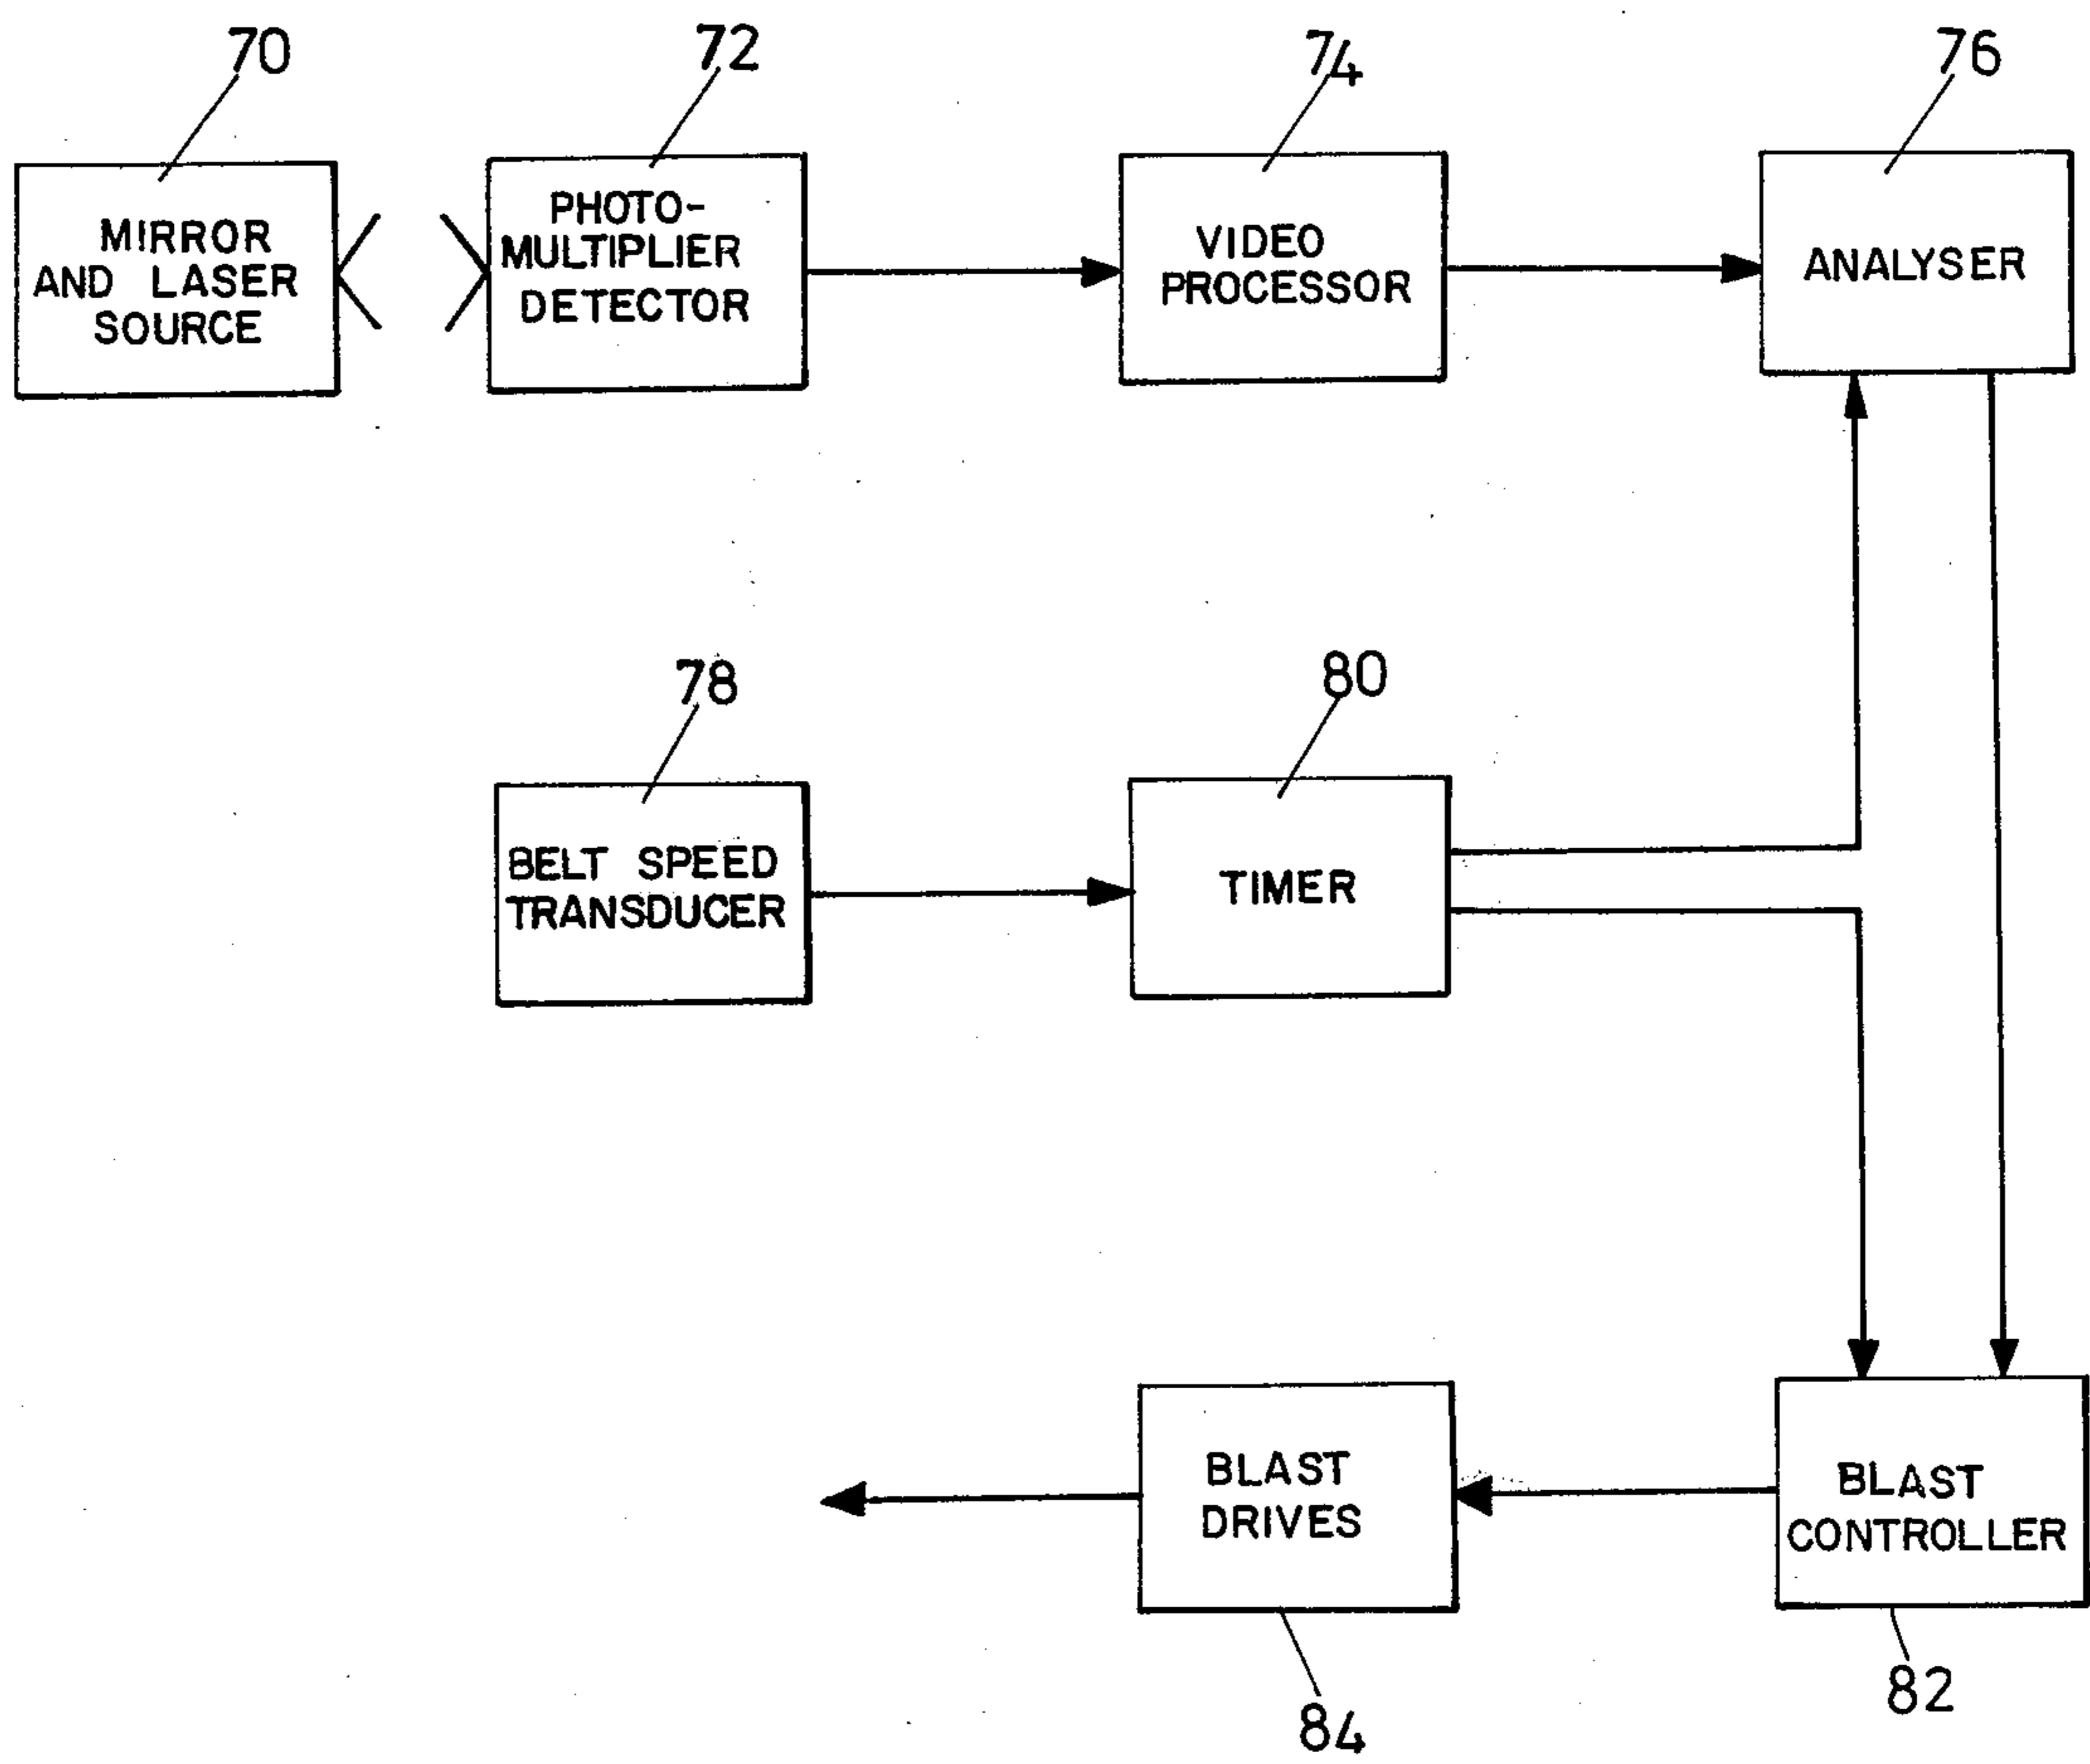 70
72
74
76
MIRROR
AND LASER
SOURCE
PHOTO-
MULTIPLIER
DETECTOR
VIDEO
PROCESSOR
ANALYSER
78
80
BELT SPEED
TRANSDUCER
TIMER
BLAST
DRIVES
BLAST
CONTROLLER
84
82